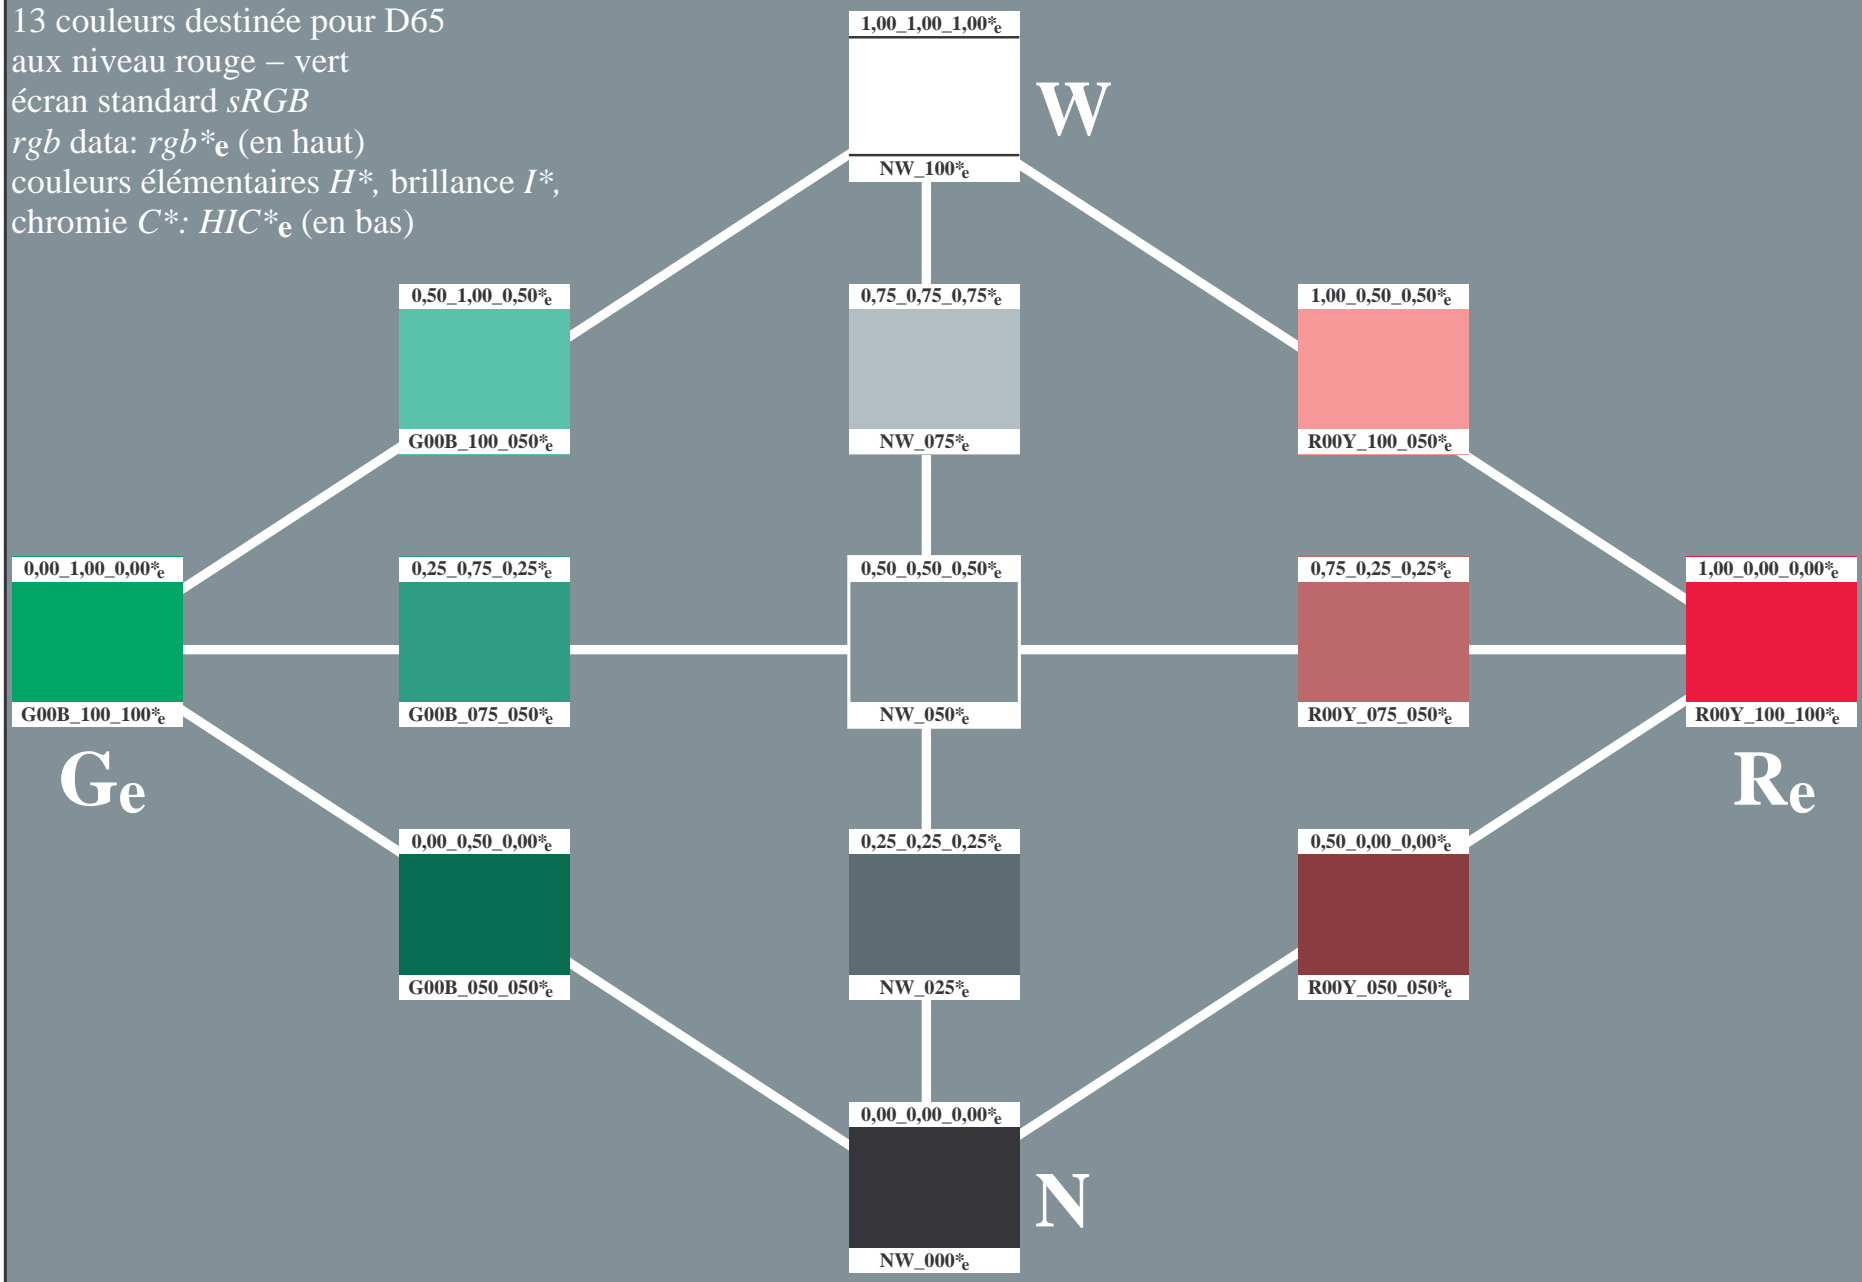 13 couleurs destinée pour D65
aux niveau rouge – vert
écran standard sRGB
rgb data: rgb*e (en haut)
couleurs élémentaires H*, brillance I*,
chromie C*: HIC*e (en bas)
1,00_1,00_1,00*e
W
NW_100*e
0,50_1,00_0,50*e
0,75_0,75_0,75*e
1,00_0,50_0,50*e
G00B_100_050*e
NW_075*e
R00Y_100_050*e
0,00_1,00_0,00*e
0,25_0,75_0,25*e
0,50_0,50_0,50*e
0,75_0,25_0,25*e
1,00_0,00_0,00*e
G00B_100_100*e
G00B_075_050*e
NW_050*e
R00Y_075_050*e
R00Y_100_100*e
Ge
Re
0,00_0,50_0,00*e
0,25_0,25_0,25*e
0,50_0,00_0,00*e
G00B_050_050*e
NW_025*e
R00Y_050_050*e
0,00_0,00_0,00*e
N
NW_000*e